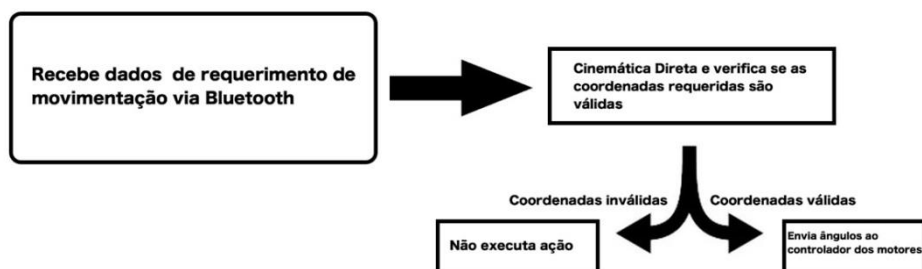 Recebe dados de requerimento de
movimentação via Bluetooth
Cinemática Direta e verifica se as
coordenadas requeridas são
válidas
Coordenadas inválidas
Coordenadas válidas
Não executa ação
Envia ângulos ao
controlador dos motores